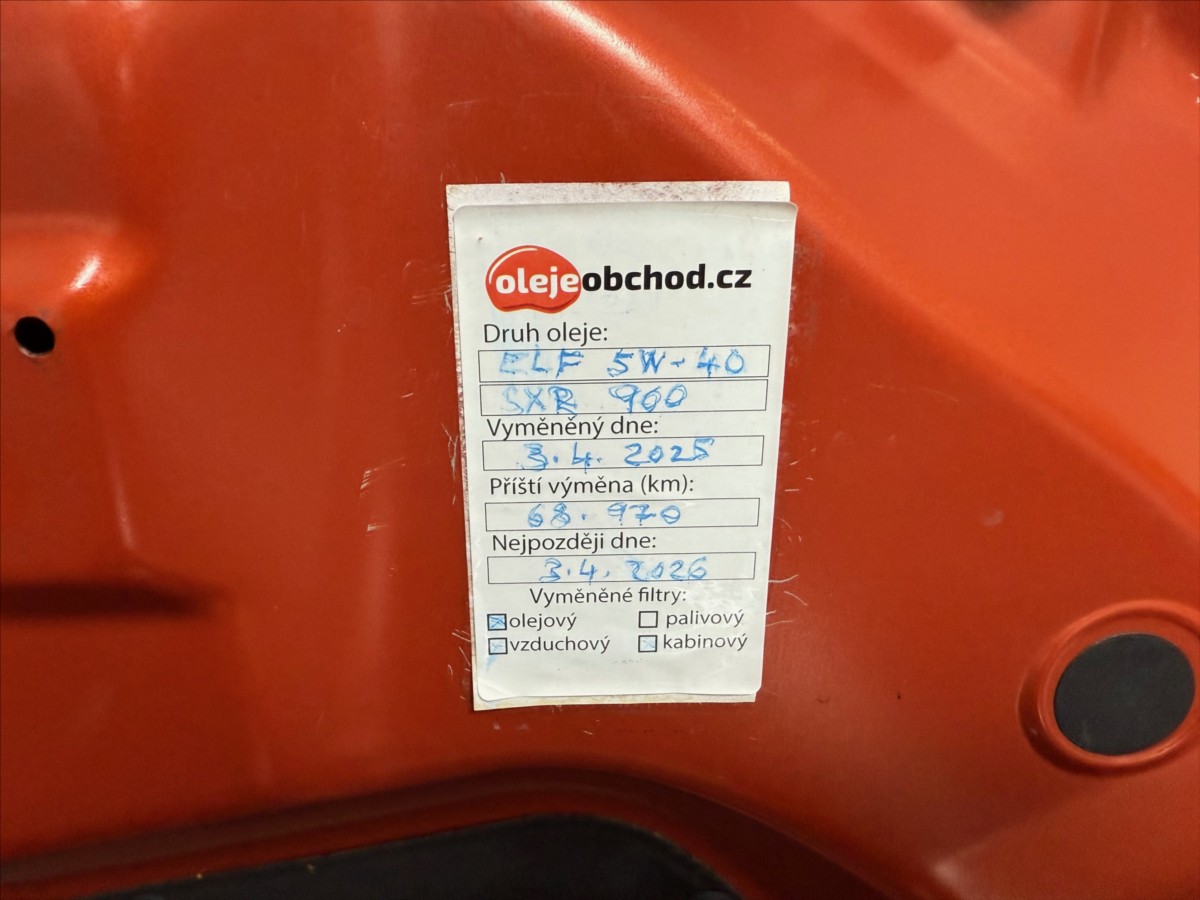 olejeobchod.cz
Druh oleje:
ELF 5W-40
SXR 960
Vyměněný dne:
3.4. 2025
Příští výměna (km):
68.970
Nejpozději dne:
3.4. 2026
Vyměněné filtry:
olejový palivový
vzduchový kabinový